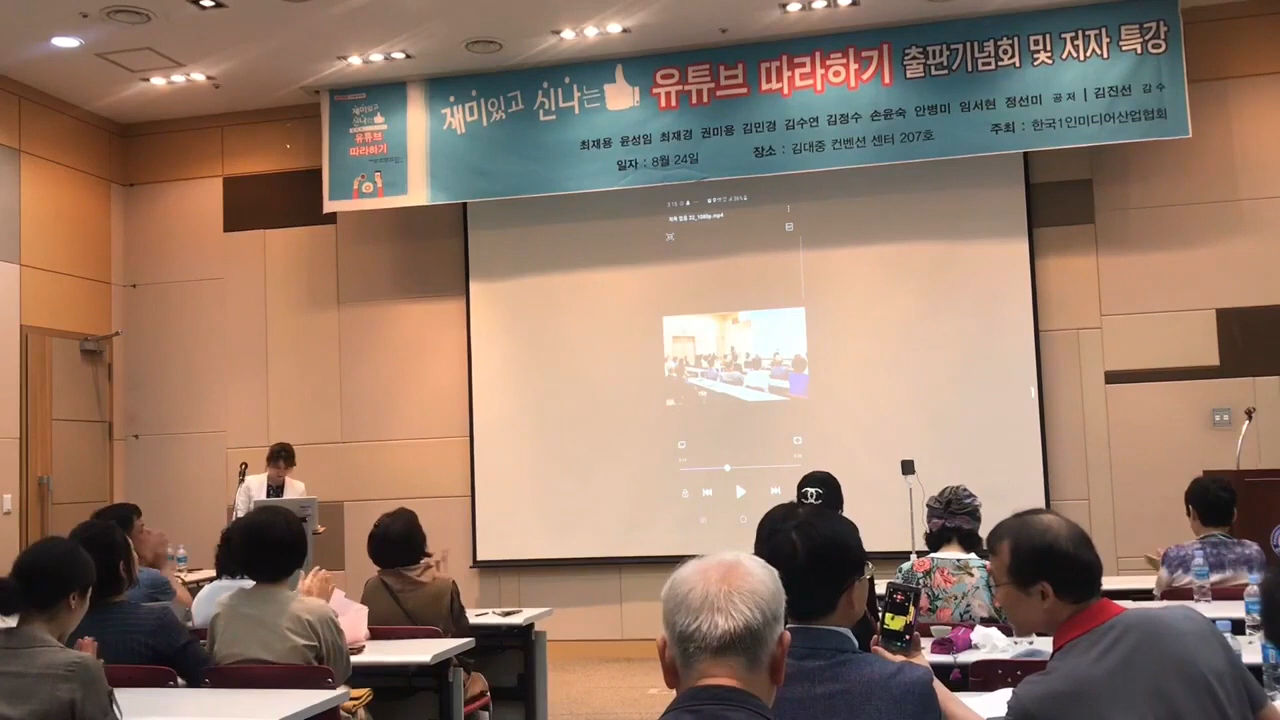 재미있고 신나는 유튜브 따라하기 출판기념회 및 저자 특강
최재용 윤성임 최재경 권미용 김민경 김수연 김정수 손윤숙 안병미 임서현 정선미 공저 | 김진선 감수
일자 : 8월 24일 장소 : 김대중 컨벤션 센터 207호 주최 : 한국1인미디어산업협회
재미있고
신나는
유튜브
따라하기